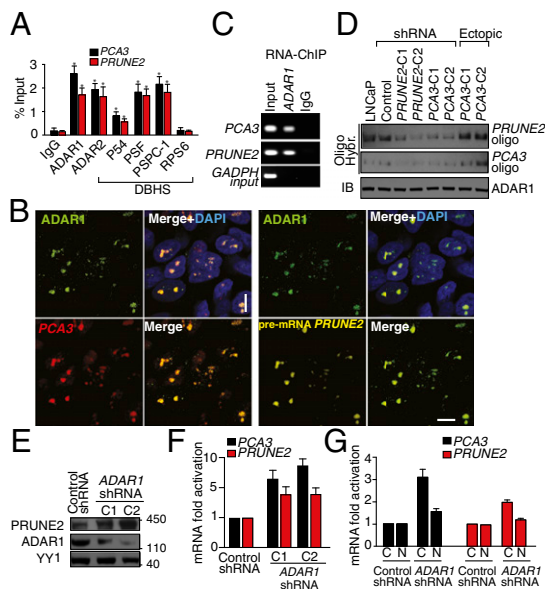 A
PCA3
PRUNE2
% Input
3
2
1
0
IgG
ADAR1
ADAR2
P54
PSF
PSPC-1
RPS6
DBHS
C
RNA-ChIP
Input
ADAR1
IgG
PCA3
PRUNE2
GADPH
input
D
shRNA
Ectopic
LNCaP
Control
PRUNE2-C1
PRUNE2-C2
PCA3-C1
PCA3-C2
PCA3-C1
PCA3-C2
Oligo
Hybr.
PRUNE2
oligo
PCA3
oligo
IB
ADAR1
B
ADAR1
Merge+DAPI
ADAR1
Merge+DAPI
PCA3
Merge
pre-mRNA PRUNE2
Merge
E
Control
shRNA
ADAR1
shRNA
C1 C2
PRUNE2
450
ADAR1
110
YY1
40
F
PCA3
PRUNE2
mRNA fold activation
10
5
1
0
Control
shRNA
C1 C2
ADAR1
shRNA
G
PCA3
PRUNE2
mRNA fold activation
4
2
1
0
C N C N C N C N
Control
shRNA
ADAR1
shRNA
Control
shRNA
ADAR1
shRNA